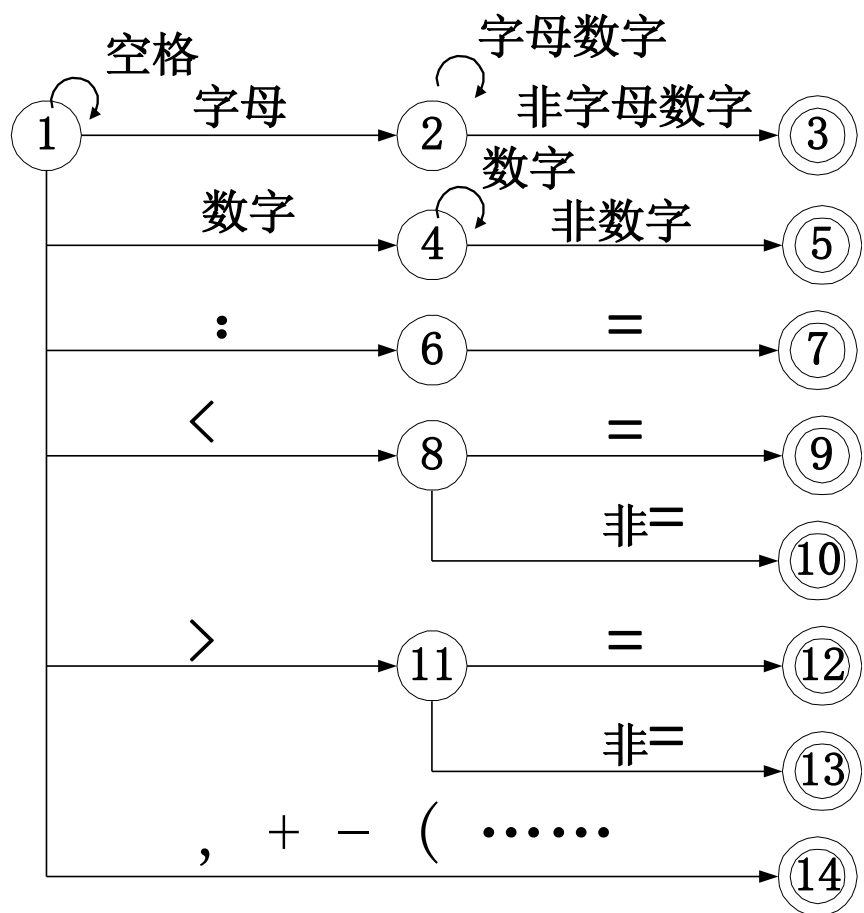 空格
字母数字
1 字母 2 非字母数字 3
数字
数字 4 非数字 5
: 6 = 7
< 8 = 9
非= 10
> 11 = 12
非= 13
, + - ( ······ 14